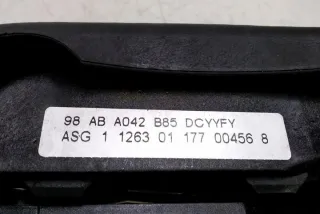 98 AB A042 B85 DCYYFY
ASG 1 1263 01 177 00456 8